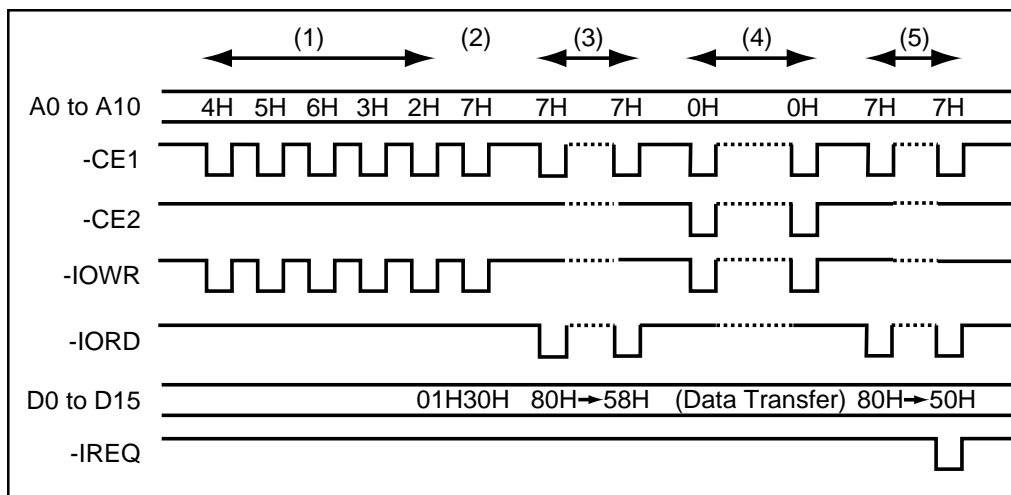 (1) (2) (3) (4) (5)
A0 to A10 4H 5H 6H 3H 2H 7H 7H 7H 0H 0H 7H 7H
-CE1
-CE2
-IOWR
-IORD
D0 to D15 01H30H 80H→58H (Data Transfer) 80H→50H
-IREQ